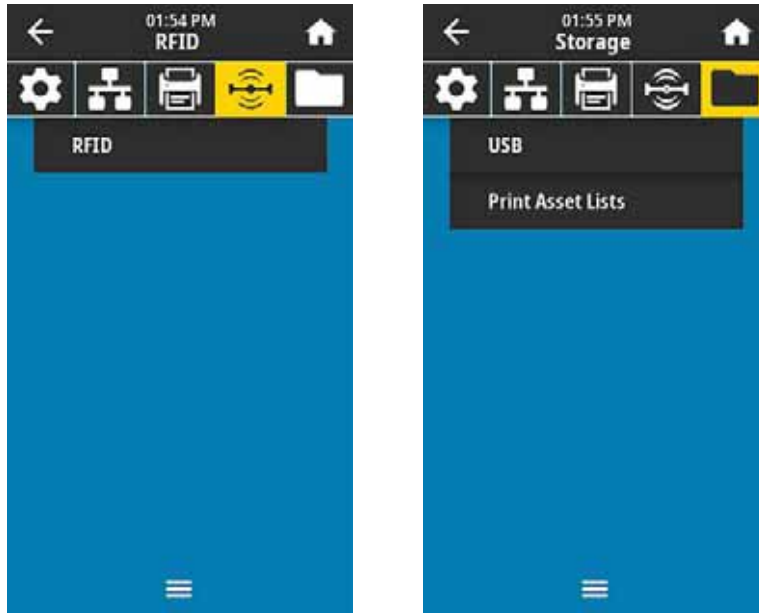 01:54 PM
RFID
RFID
01:55 PM
Storage
USB
Print Asset Lists